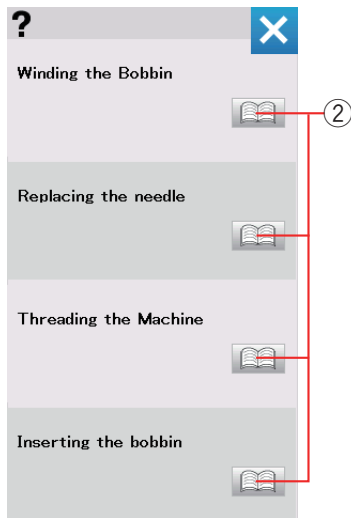 ?
Winding the Bobbin
②
Replacing the needle
Threading the Machine
Inserting the bobbin